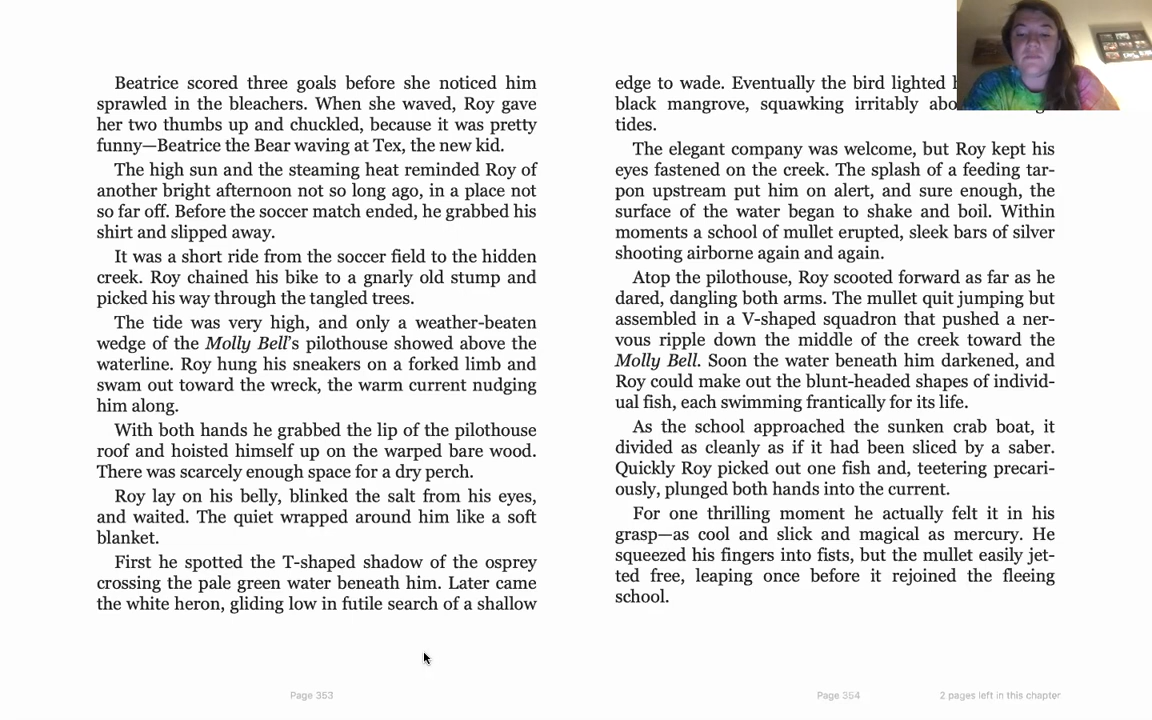 Beatrice scored three goals before she noticed him
sprawled in the bleachers. When she waved, Roy gave
her two thumbs up and chuckled, because it was pretty
funny—Beatrice the Bear waving at Tex, the new kid.
The high sun and the steaming heat reminded Roy of
another bright afternoon not so long ago, in a place not
so far off. Before the soccer match ended, he grabbed his
shirt and slipped away.
It was a short ride from the soccer field to the hidden
creek. Roy chained his bike to a gnarly old stump and
picked his way through the tangled trees.
The tide was very high, and only a weather-beaten
wedge of the Molly Bell's pilothouse showed above the
waterline. Roy hung his sneakers on a forked limb and
swam out toward the wreck, the warm current nudging
him along.
With both hands he grabbed the lip of the pilothouse
roof and hoisted himself up on the warped bare wood.
There was scarcely enough space for a dry perch.
Roy lay on his belly, blinked the salt from his eyes,
and waited. The quiet wrapped around him like a soft
blanket.
First he spotted the T-shaped shadow of the osprey
crossing the pale green water beneath him. Later came
the white heron, gliding low in futile search of a shallow
Page 353
edge to wade. Eventually the bird lighted
black mangrove, squawking irritably
tides.
The elegant company was welcome, but Roy kept his
eyes fastened on the creek. The splash of a feeding tar-
pon upstream put him on alert, and sure enough, the
surface of the water began to shake and boil. Within
moments a school of mullet erupted, sleek bars of silver
shooting airborne again and again.
Atop the pilothouse, Roy scooted forward as far as he
dared, dangling both arms. The mullet quit jumping but
assembled in a V-shaped squadron that pushed a ner-
vous ripple down the middle of the creek toward the
Molly Bell. Soon the water beneath him darkened, and
Roy could make out the blunt-headed shapes of individ-
ual fish, each swimming frantically for its life.
As the school approached the sunken crab boat, it
divided as cleanly as if it had been sliced by a saber.
Quickly Roy picked out one fish and, teetering precari-
ously, plunged both hands into the current.
For one thrilling moment he actually felt it in his
grasp—as cool and slick and magical as mercury. He
squeezed his fingers into fists, but the mullet easily jet-
ted free, leaping once before it rejoined the fleeing
school.
Page 354
2 pages left in this chapter